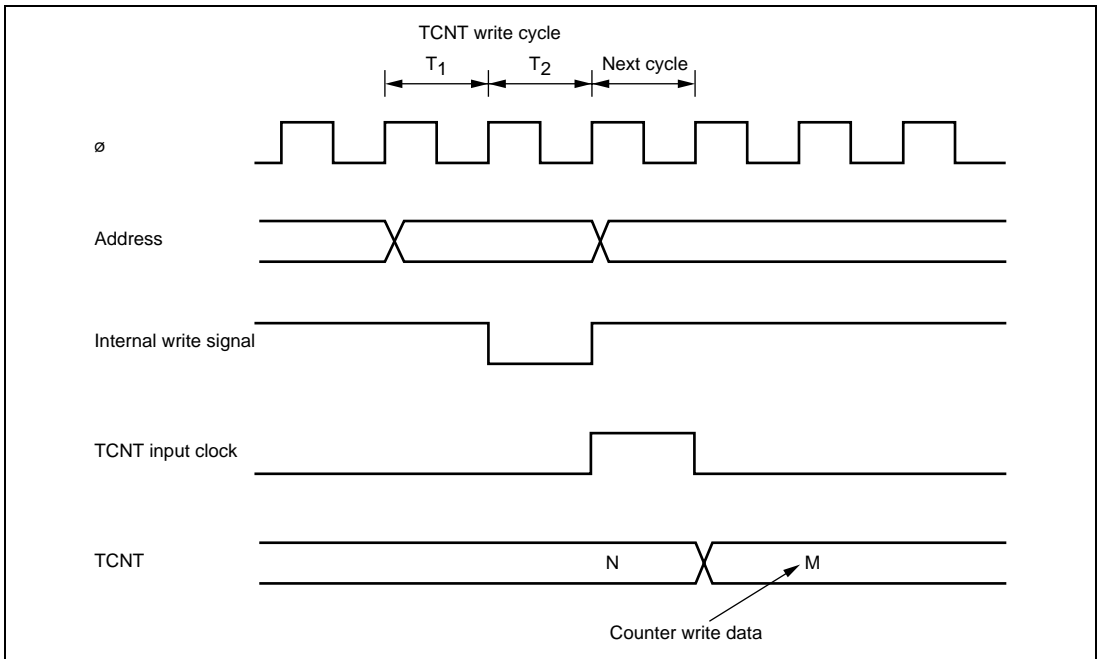 TCNT write cycle
T1 T2 Next cycle
ø
Address
Internal write signal
TCNT input clock
TCNT N M
Counter write data